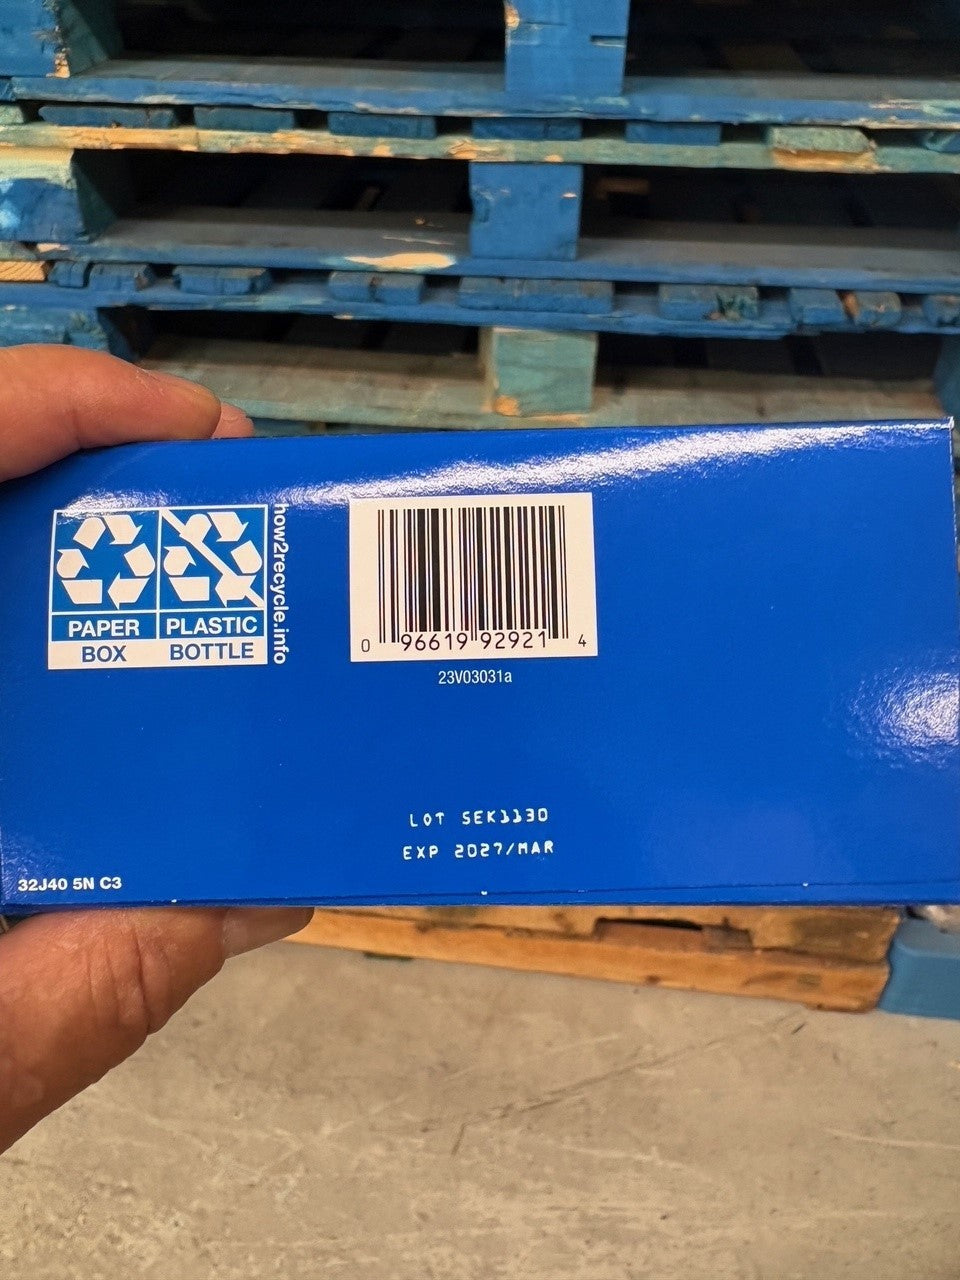 PAPER
BOX
PLASTIC
BOTTLE
how2recycle.info
0 96619 92921 4
23V03031a
LOT SEK1130
EXP 2027/MAR
32J40 5N C3